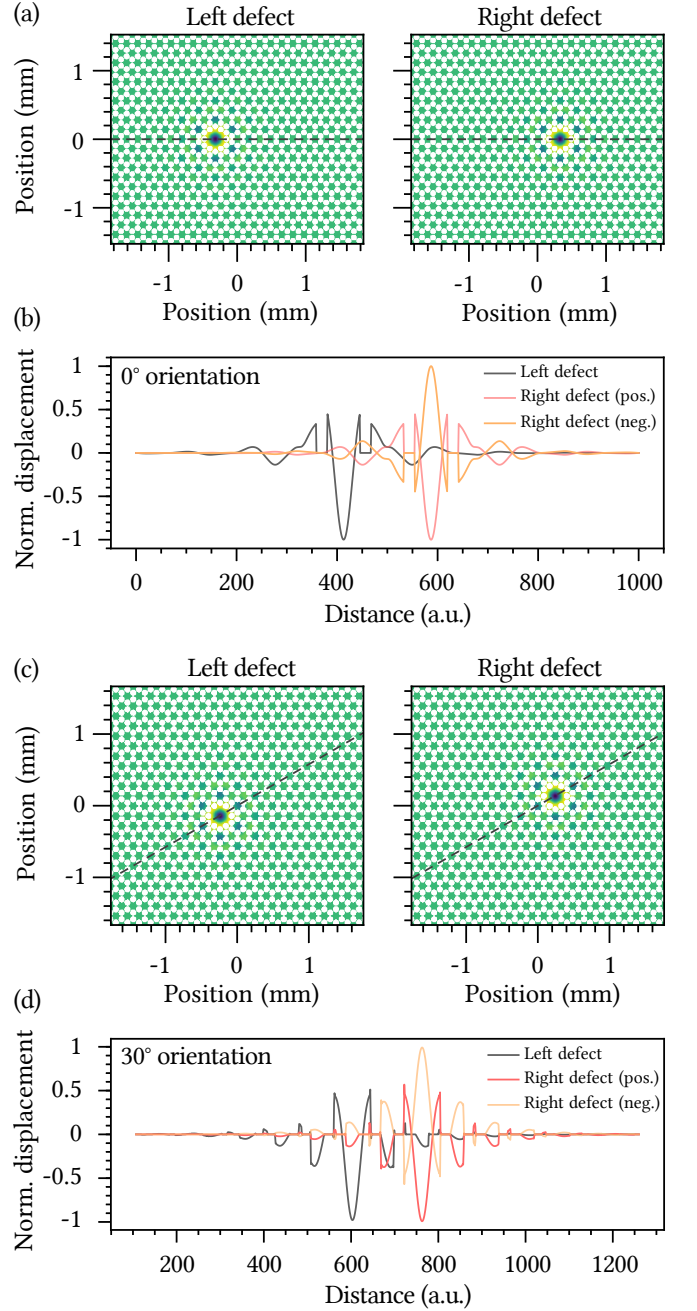 (a)
Left defect
Right defect
Position (mm)
1
0
-1
-1 0 1
-1 0 1
Position (mm)
Position (mm)
(b)
Norm. displacement
1
0.5
0
-0.5
-1
0° orientation
Left defect
Right defect (pos.)
Right defect (neg.)
0 200 400 600 800 1000
Distance (a.u.)
(c)
Left defect
Right defect
Position (mm)
1
0
-1
-1 0 1
-1 0 1
Position (mm)
Position (mm)
(d)
Norm. displacement
1
0.5
0
-0.5
-1
30° orientation
Left defect
Right defect (pos.)
Right defect (neg.)
200 400 600 800 1000 1200
Distance (a.u.)